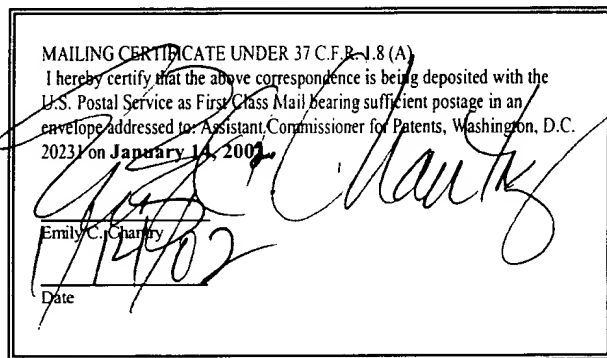 MAILING CERTIFICATE UNDER 37 C.F.R. 1.8 (A)
I hereby certify that the above correspondence is being deposited with the
U.S. Postal Service as First Class Mail bearing sufficient postage in an
envelope addressed to: Assistant Commissioner for Patents, Washington, D.C.
20231 on January 14, 2002.
Emily C. Chantry
1/14/02
Date